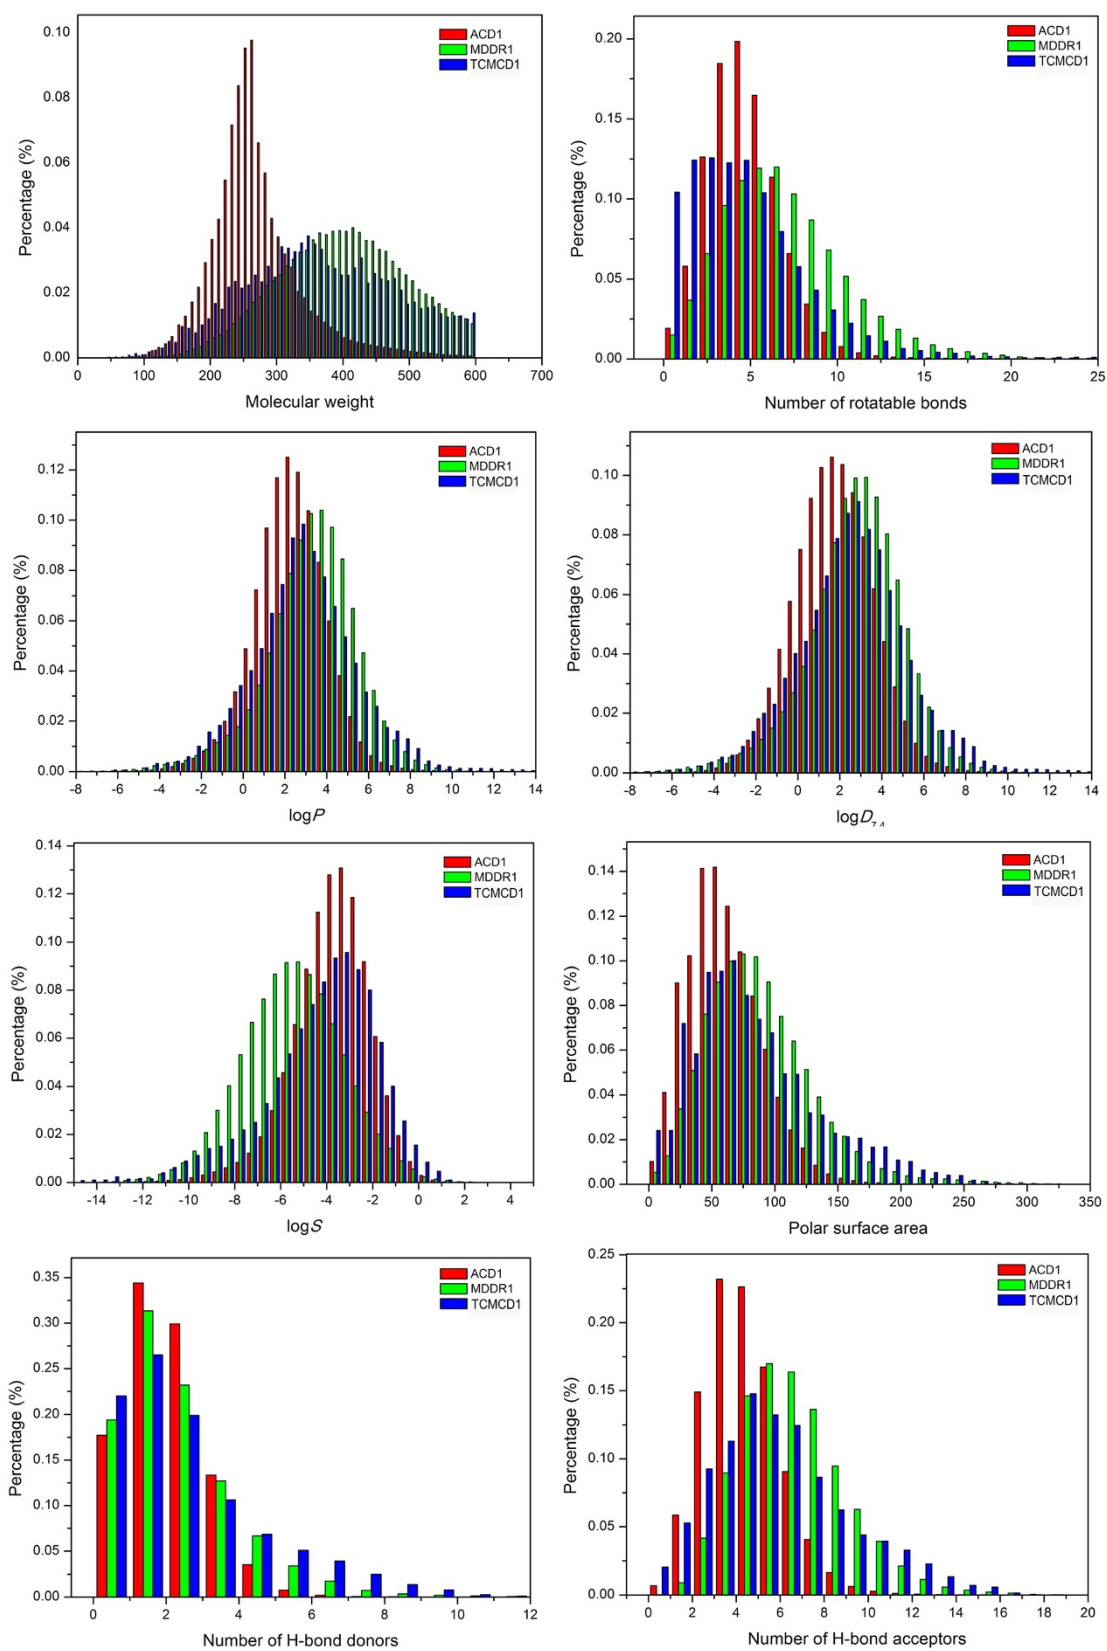 Percentage (%)
0.10
0.08
0.06
0.04
0.02
0.00
ACD1
MDDR1
TCMCD1
0 100 200 300 400 500 600 700
Molecular weight
Percentage (%)
0.20
0.15
0.10
0.05
0.00
ACD1
MDDR1
TCMCD1
0 5 10 15 20 25
Number of rotatable bonds
Percentage (%)
0.12
0.10
0.08
0.06
0.04
0.02
0.00
ACD1
MDDR1
TCMCD1
-8 -6 -4 -2 0 2 4 6 8 10 12 14
logP
Percentage (%)
0.10
0.08
0.06
0.04
0.02
0.00
ACD1
MDDR1
TCMCD1
-8 -6 -4 -2 0 2 4 6 8 10 12 14
logD
Percentage (%)
0.14
0.12
0.10
0.08
0.06
0.04
0.02
0.00
ACD1
MDDR1
TCMCD1
-14 -12 -10 -8 -6 -4 -2 0 2 4
logS
Percentage (%)
0.14
0.12
0.10
0.08
0.06
0.04
0.02
0.00
ACD1
MDDR1
TCMCD1
0 50 100 150 200 250 300 350
Polar surface area
Percentage (%)
0.35
0.30
0.25
0.20
0.15
0.10
0.05
0.00
ACD1
MDDR1
TCMCD1
0 2 4 6 8 10 12
Number of H-bond donors
Percentage (%)
0.25
0.20
0.15
0.10
0.05
0.00
ACD1
MDDR1
TCMCD1
0 2 4 6 8 10 12 14 16 18 20
Number of H-bond acceptors